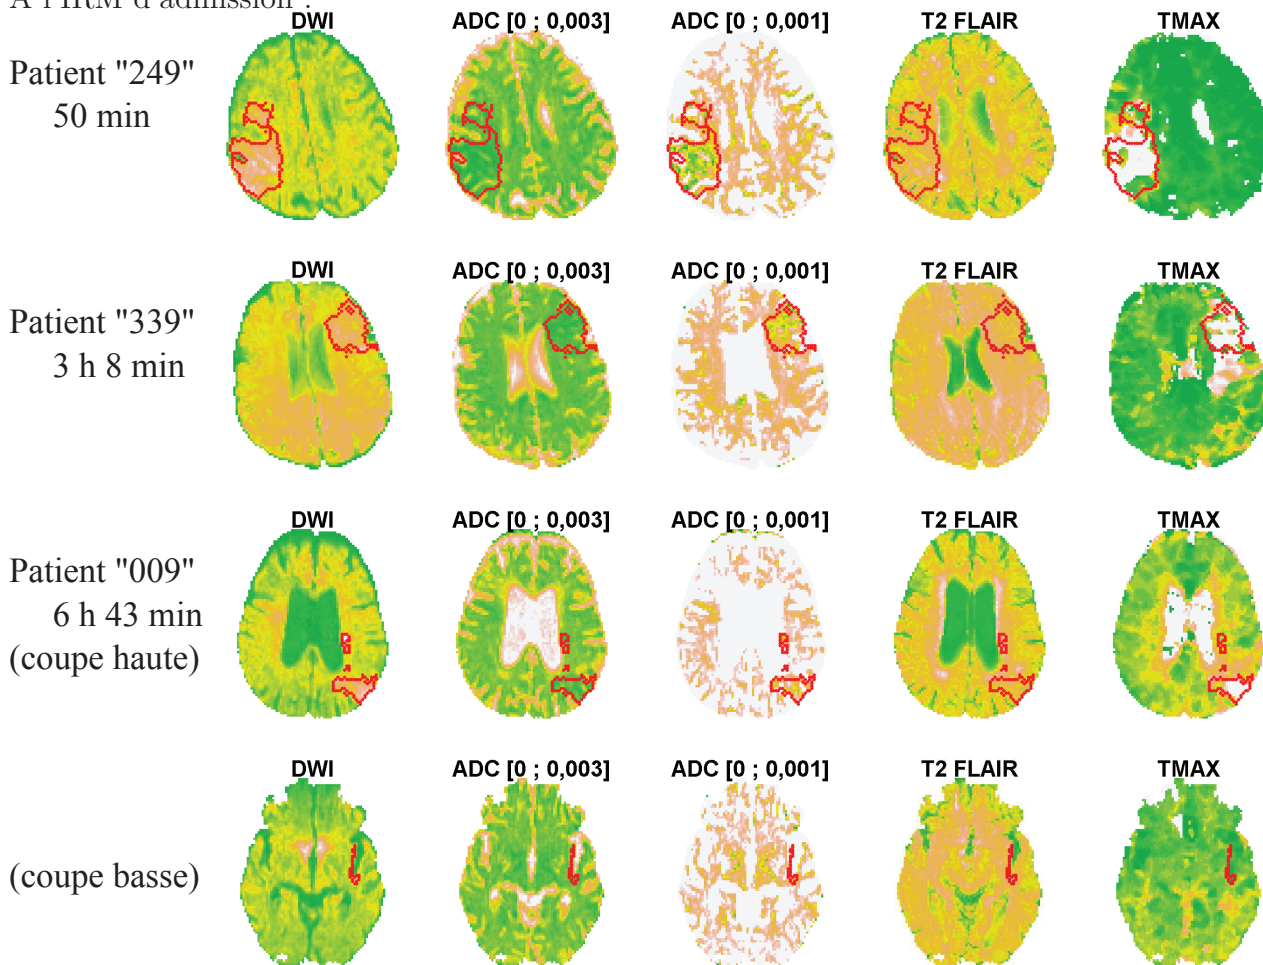 À l'IRM d'admission :
DWI ADC [0 ; 0,003] ADC [0 ; 0,001] T2 FLAIR TMAX
Patient "249"
50 min
DWI ADC [0 ; 0,003] ADC [0 ; 0,001] T2 FLAIR TMAX
Patient "339"
3 h 8 min
DWI ADC [0 ; 0,003] ADC [0 ; 0,001] T2 FLAIR TMAX
Patient "009"
6 h 43 min
(coupe haute)
DWI ADC [0 ; 0,003] ADC [0 ; 0,001] T2 FLAIR TMAX
(coupe basse)